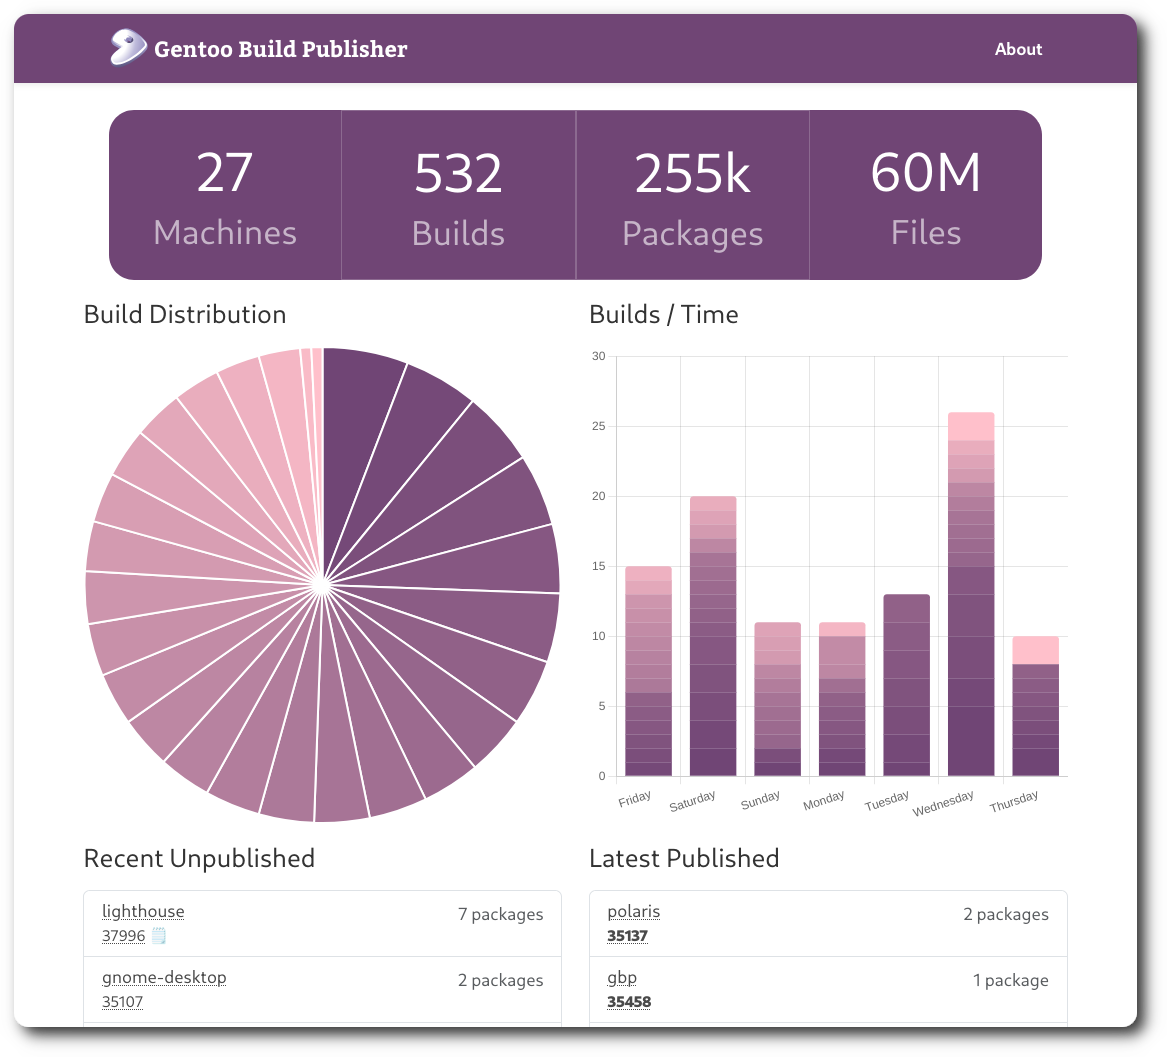 Gentoo Build Publisher
About
27
Machines
532
Builds
255k
Packages
60M
Files
Build Distribution
Builds / Time
30
25
20
15
10
5
0
Friday
Saturday
Sunday
Monday
Tuesday
Wednesday
Thursday
Recent Unpublished
lighthouse
7 packages
37996
gnome-desktop
2 packages
35107
Latest Published
polaris
2 packages
35137
gbp
1 package
35458